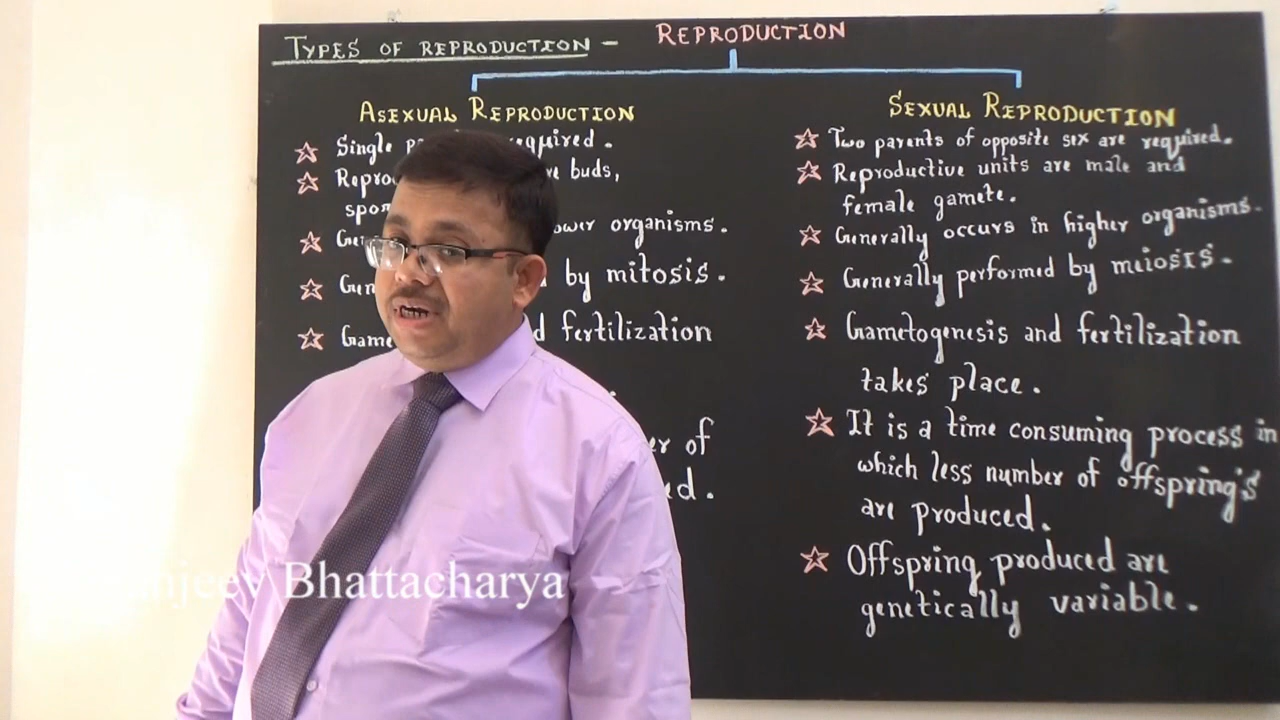 TYPES OF REPRODUCTION -
REPRODUCTION
ASEXUAL REPRODUCTION
Single required.
buds,
lower organisms.
by mitosis.
fertilization
of
SEXUAL REPRODUCTION
Two parents of opposite sex are required.
Reproductive units are male and
female gamete.
Generally occurs in higher organisms.
Generally performed by meiosis.
Gametogenesis and fertilization
takes place.
It is a time consuming process in
which less number of offspring's
are produced.
Offspring produced are
genetically variable.
Bhattacharya